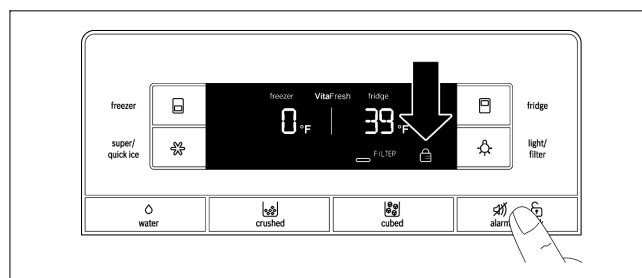 freezer VitaFresh fridge
freezer
fridge
0 °F 39 °F
super/
quick ice
light/
filter
FILTER
water
crushed
cubed
alarm